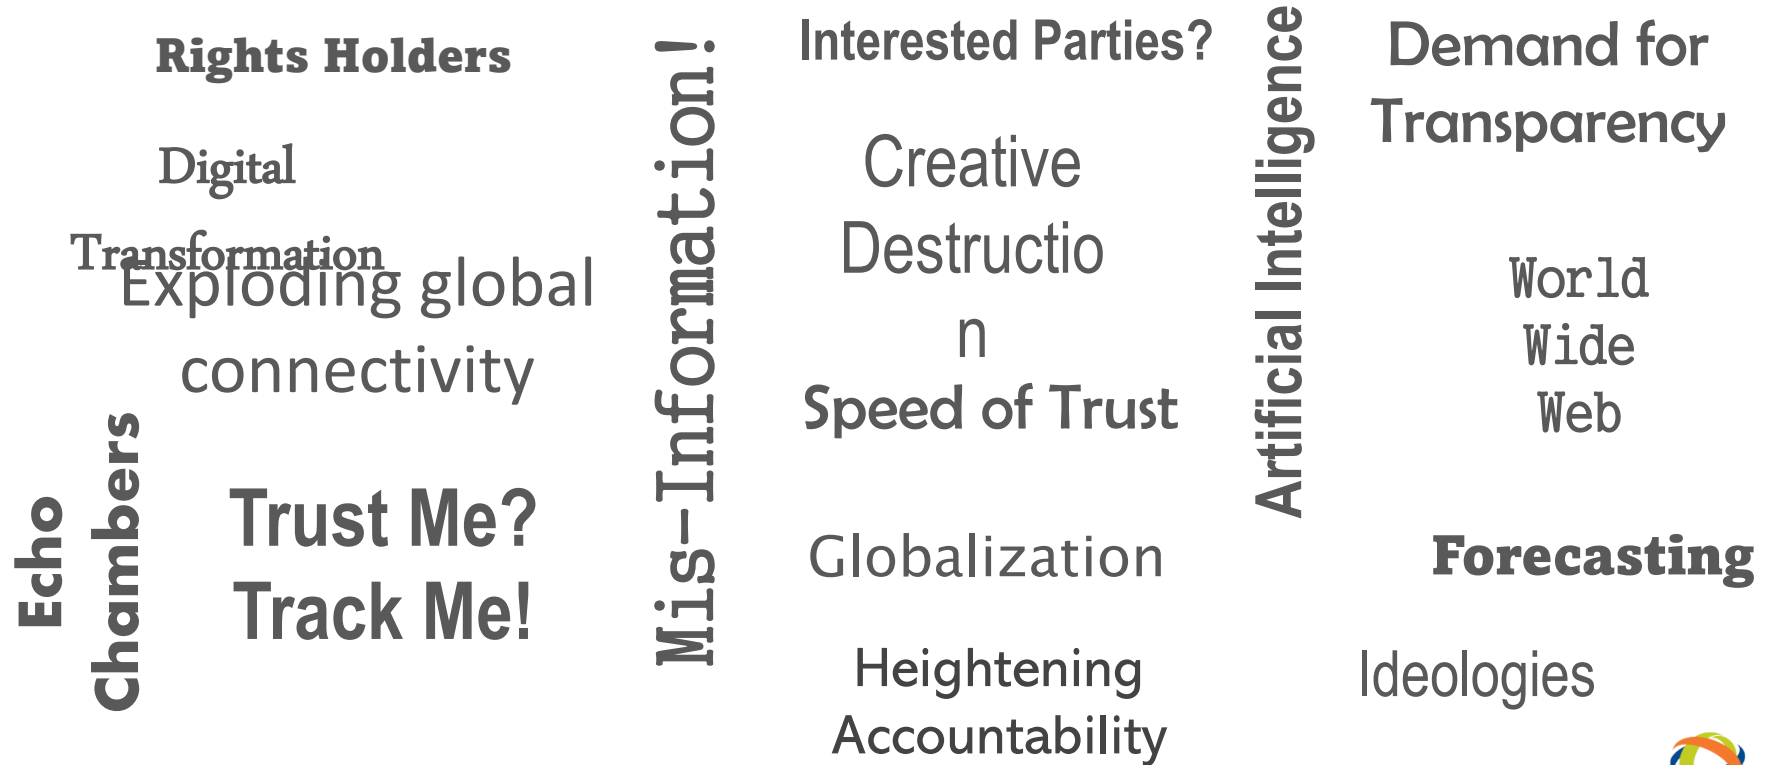 Rights Holders
Digital
Transformation
Exploding global
connectivity
Echo
Chambers
Trust Me?
Track Me!
Mis-Information!
Interested Parties?
Creative
Destructio
n
Speed of Trust
Globalization
Heightening
Accountability
Artificial Intelligence
Demand for
Transparency
World
Wide
Web
Forecasting
Ideologies